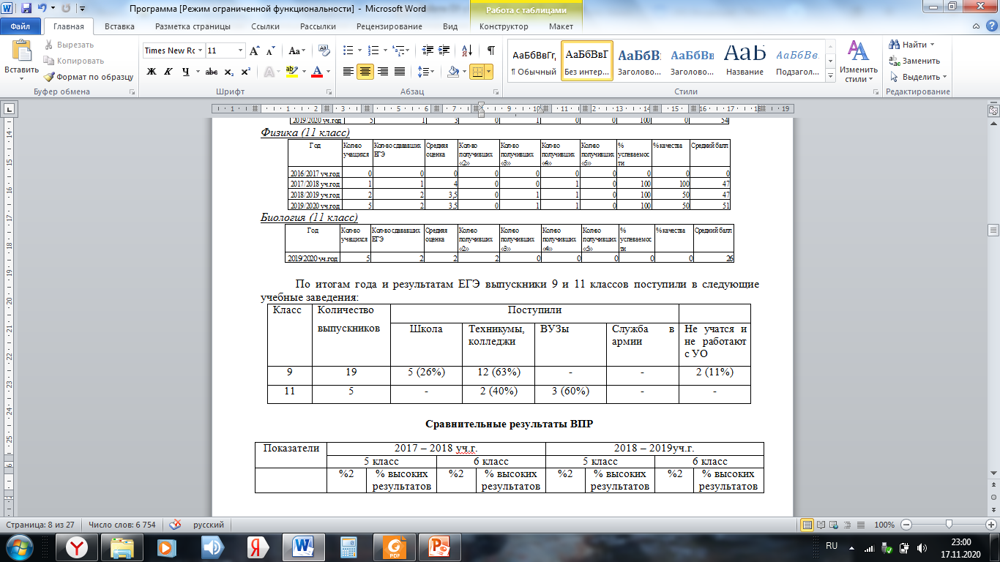 Программа [Режим ограниченной функциональности] - Microsoft Word
Работа с таблицами
Файл Главная Вставка Разметка страницы Ссылки Рассылки Рецензирование Вид Конструктор Макет
Вставить
Вырезать
Копировать
Формат по образцу
Буфер обмена
Times New Ro 11
Ж К Ч abc x₂ x²
Шрифт
Абзац
АаБбВвГг,
¶ Обычный
АаБбВвГ
Без интер...
АаБбВ
Заголово...
АаБбВв
Заголово...
АаБ
Название
АаБбВв
Подзагол...
Стили
Изменить стили
Найти
Заменить
Выделить
Редактирование
2019/2020 уч.год 5 1 3 0 1 0 0 100 0 54
Физика (11 класс)
Год Кол-во учащихся Кол-во сдававших ЕГЭ Средняя оценка Кол-во получивших «2» Кол-во получивших «3» Кол-во получивших «4» Кол-во получивших «5» % успеваемос ти % качества Средний балл
2016/2017 уч.год 0 0 0 0 0 0 0 0 0 0
2017/2018 уч.год 1 1 4 0 0 1 0 100 100 47
2018/2019 уч.год 2 2 3,5 0 1 1 0 100 50 47
2019/2020 уч.год 5 2 3,5 0 1 1 0 100 50 51
Биология (11 класс)
Год Кол-во учащихся Кол-во сдававших ЕГЭ Средняя оценка Кол-во получивших «2» Кол-во получивших «3» Кол-во получивших «4» Кол-во получивших «5» % успеваемос ти % качества Средний балл
2019/2020 уч.год 5 2 2 2 0 0 0 0 0 26
По итогам года и результатам ЕГЭ выпускники 9 и 11 классов поступили в следующие
учебные заведения:
Класс Количество выпускников Поступили
Школа Техникумы, колледжи ВУЗы Служба в армии Не учатся и не работают с УО
9 19 5 (26%) 12 (63%) - - 2 (11%)
11 5 - 2 (40%) 3 (60%) - -
Сравнительные результаты ВПР
Показатели 2017 – 2018 уч.г. 2018 – 2019уч.г.
5 класс 6 класс 5 класс 6 класс
%2 % высоких результатов %2 % высоких результатов %2 % высоких результатов %2 % высоких результатов
Страница: 8 из 27 Число слов: 6 754 русский 100%
RU 23:00
17.11.2020